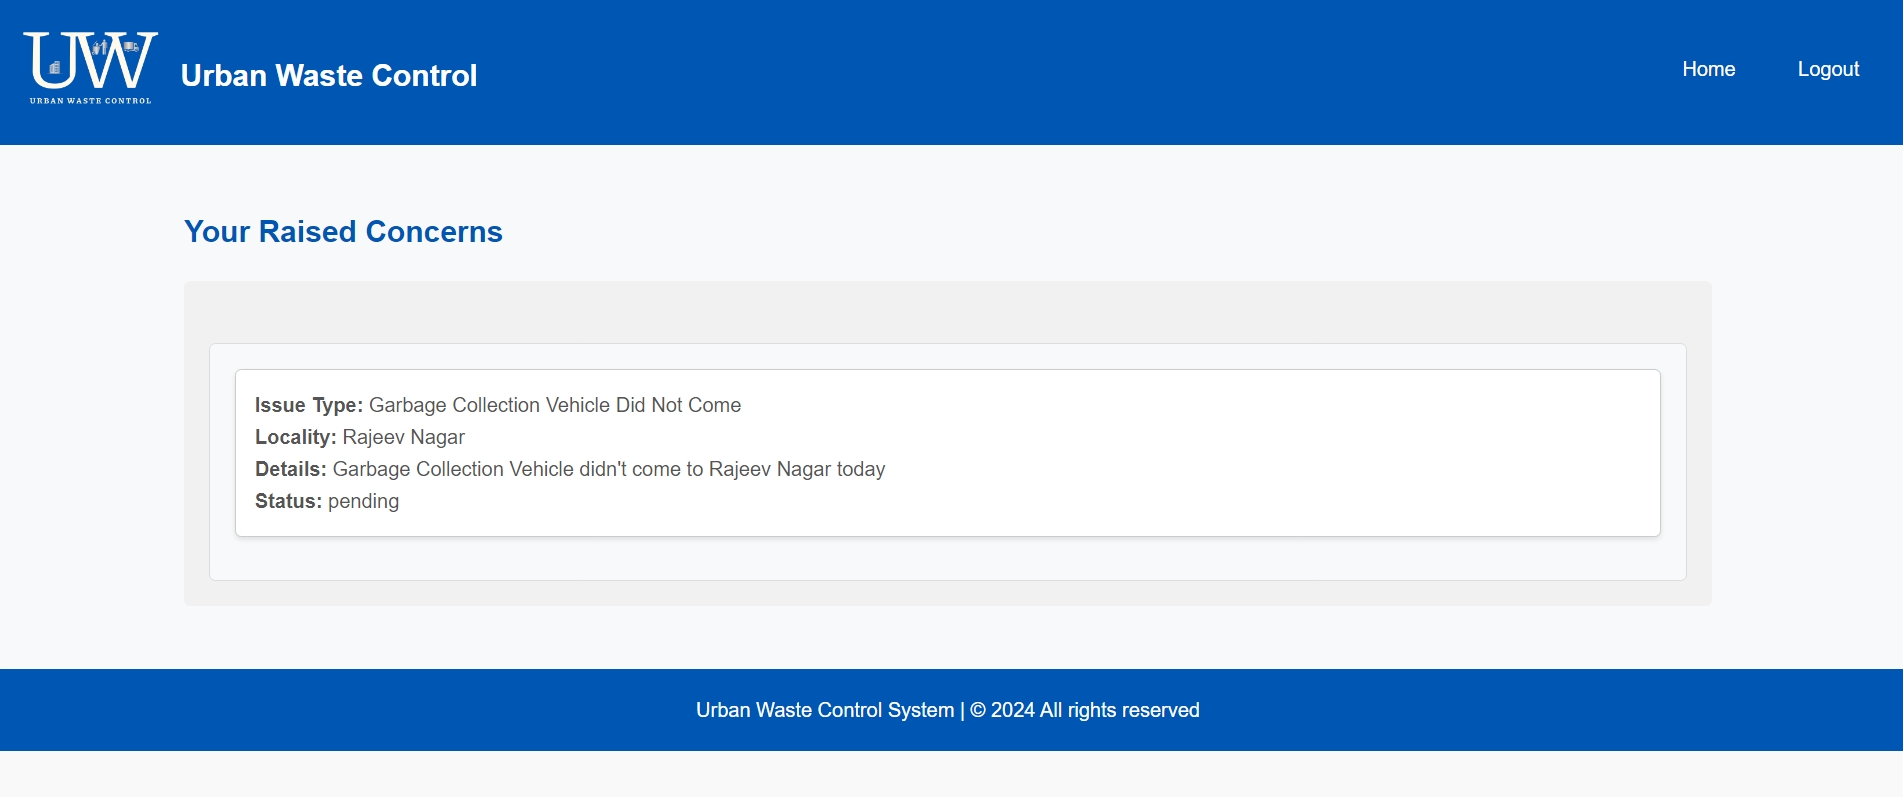 UW
URBAN WASTE CONTROL
Urban Waste Control
Home
Logout
Your Raised Concerns
Issue Type: Garbage Collection Vehicle Did Not Come
Locality: Rajeev Nagar
Details: Garbage Collection Vehicle didn't come to Rajeev Nagar today
Status: pending
Urban Waste Control System | © 2024 All rights reserved